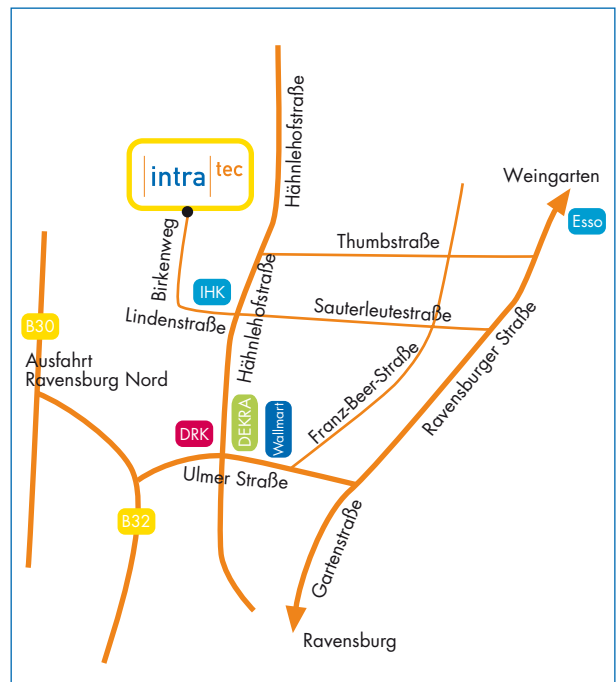 Hähnlehofstraße
intra tec
Weingarten
Esso
Birkenweg
Thumbstraße
IHK
Sauterleutestraße
Lindenstraße
Hähnlehofstraße
B30
Ausfahrt
Ravensburg Nord
Franz-Beer-Straße
Ravensburger Straße
DRK
DEKRA
Wallmart
Ulmer Straße
B32
Gartenstraße
Ravensburg